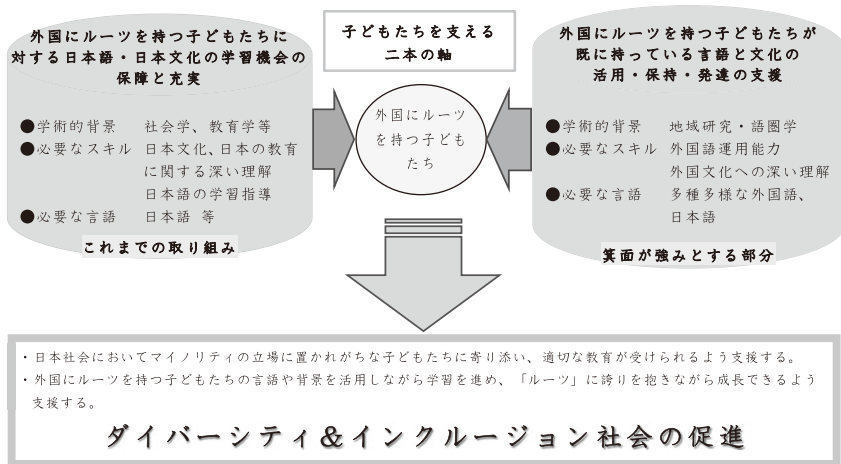 外国にルーツを持つ子どもたちに
対する日本語・日本文化の学習機会の
保障と充実
●学術的背景 社会学、教育学等
●必要なスキル 日本文化、日本の教育
に関する深い理解
日本語の学習指導
●必要な言語 日本語 等
これまでの取り組み
子どもたちを支える
二本の軸
外国にルーツ
を持つ子ども
たち
外国にルーツを持つ子どもたちが
既に持っている言語と文化の
活用・保持・発達の支援
●学術的背景 地域研究・語圏学
●必要なスキル 外国語運用能力
外国文化への深い理解
●必要な言語 多種多様な外国語、
日本語
箕面が強みとする部分
・日本社会においてマイノリティの立場に置かれがちな子どもたちに寄り添い、適切な教育が受けられるよう支援する。
・外国にルーツを持つ子どもたちの言語や背景を活用しながら学習を進め、「ルーツ」に誇りを抱きながら成長できるよう
支援する。
ダイバーシティ＆インクルージョン社会の促進